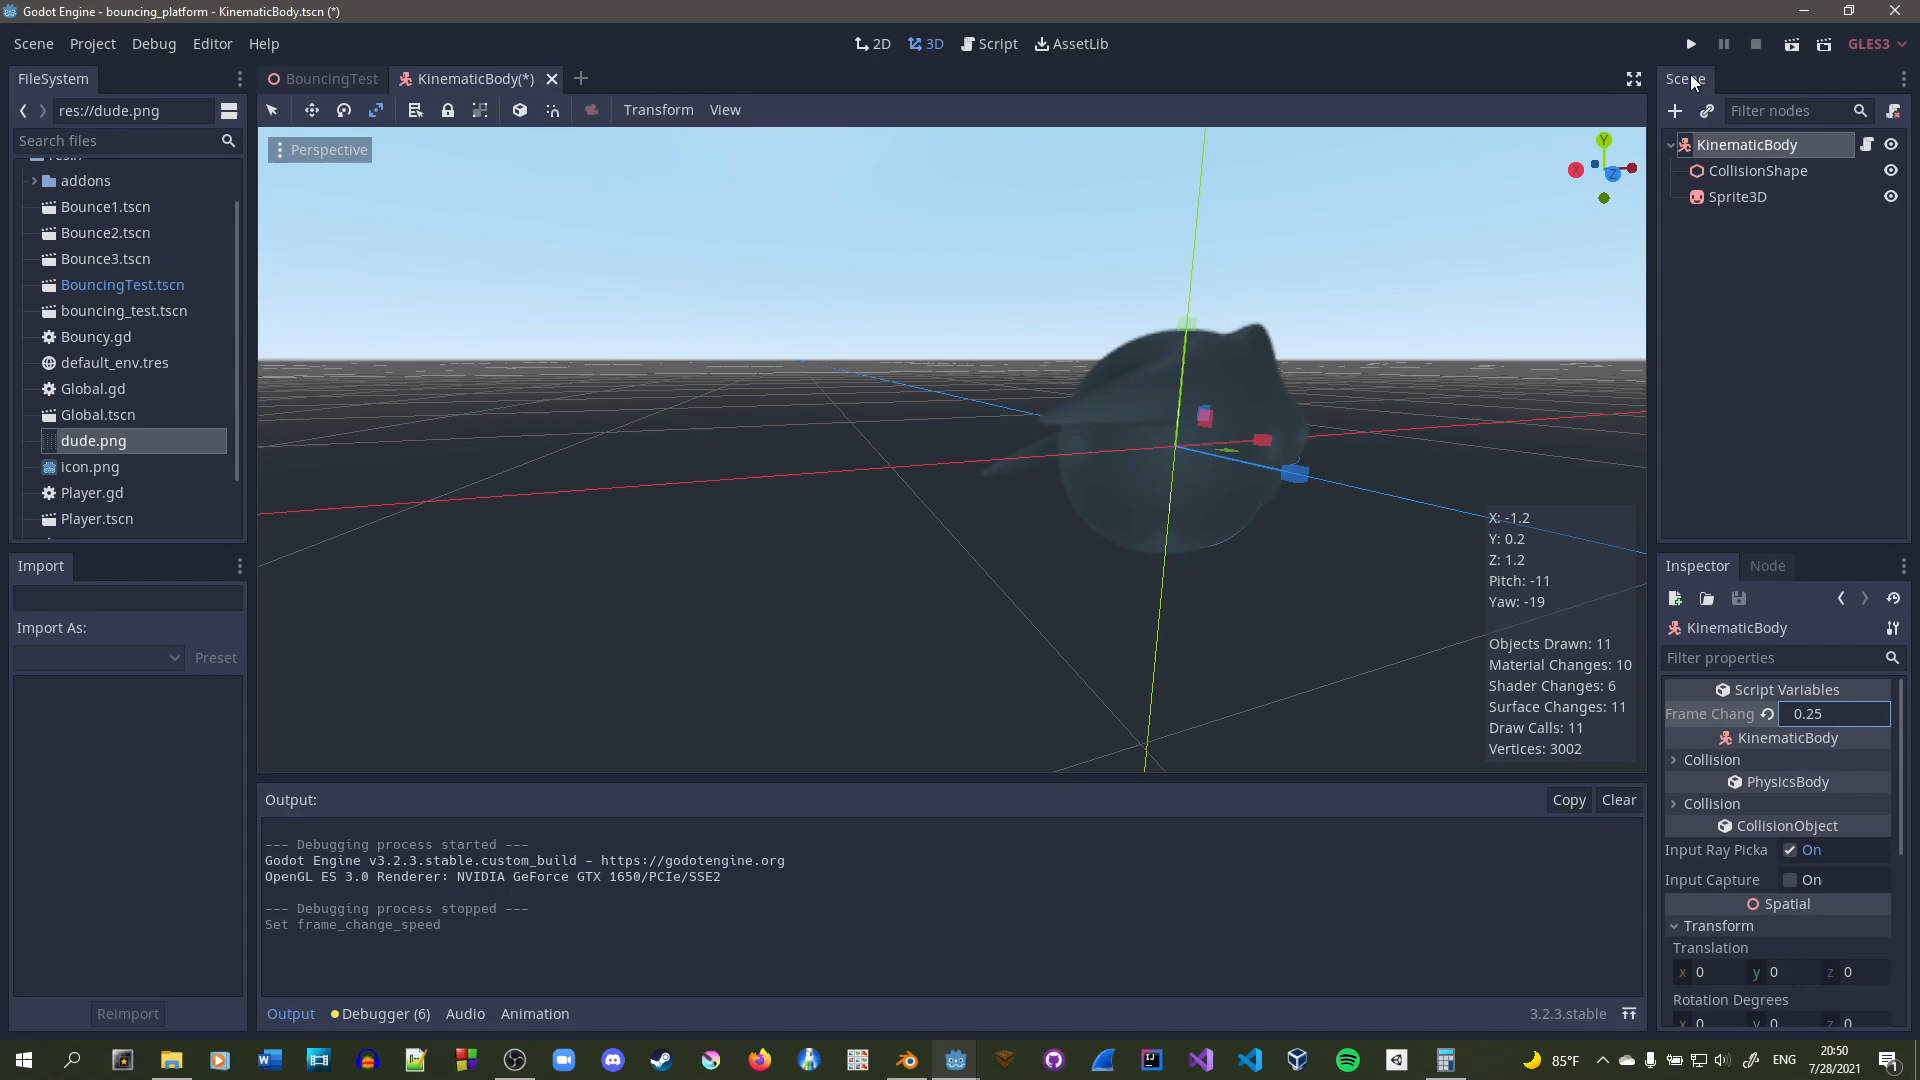 Godot Engine - bouncing_platform - KinematicBody.tscn (*)
Scene Project Debug Editor Help
2D 3D Script AssetLib
GLES3
FileSystem
BouncingTest
KinematicBody(*)
Scene
res://dude.png
Transform View
Filter nodes
Search files
Perspective
Y
X
Z
KinematicBody
CollisionShape
Sprite3D
addons
Bounce1.tscn
Bounce2.tscn
Bounce3.tscn
BouncingTest.tscn
bouncing_test.tscn
Bouncy.gd
default_env.tres
Global.gd
Global.tscn
dude.png
icon.png
Player.gd
Player.tscn
X: -1.2
Y: 0.2
Z: 1.2
Pitch: -11
Yaw: -19
Objects Drawn: 11
Material Changes: 10
Shader Changes: 6
Surface Changes: 11
Draw Calls: 11
Vertices: 3002
Import
Import As:
Preset
Reimport
Output:
Copy Clear
--- Debugging process started ---
Godot Engine v3.2.3.stable.custom_build - https://godotengine.org
OpenGL ES 3.0 Renderer: NVIDIA GeForce GTX 1650/PCIe/SSE2
--- Debugging process stopped ---
Set frame_change_speed
Output Debugger (6) Audio Animation
3.2.3.stable
Inspector Node
KinematicBody
Filter properties
Script Variables
Frame Chang 0.25
KinematicBody
Collision
PhysicsBody
Collision
CollisionObject
Input Ray Picka On
Input Capture On
Spatial
Transform
Translation
x 0 y 0 z 0
Rotation Degrees
x 0 y 0 z 0
85°F
ENG
20:50
7/28/2021
1